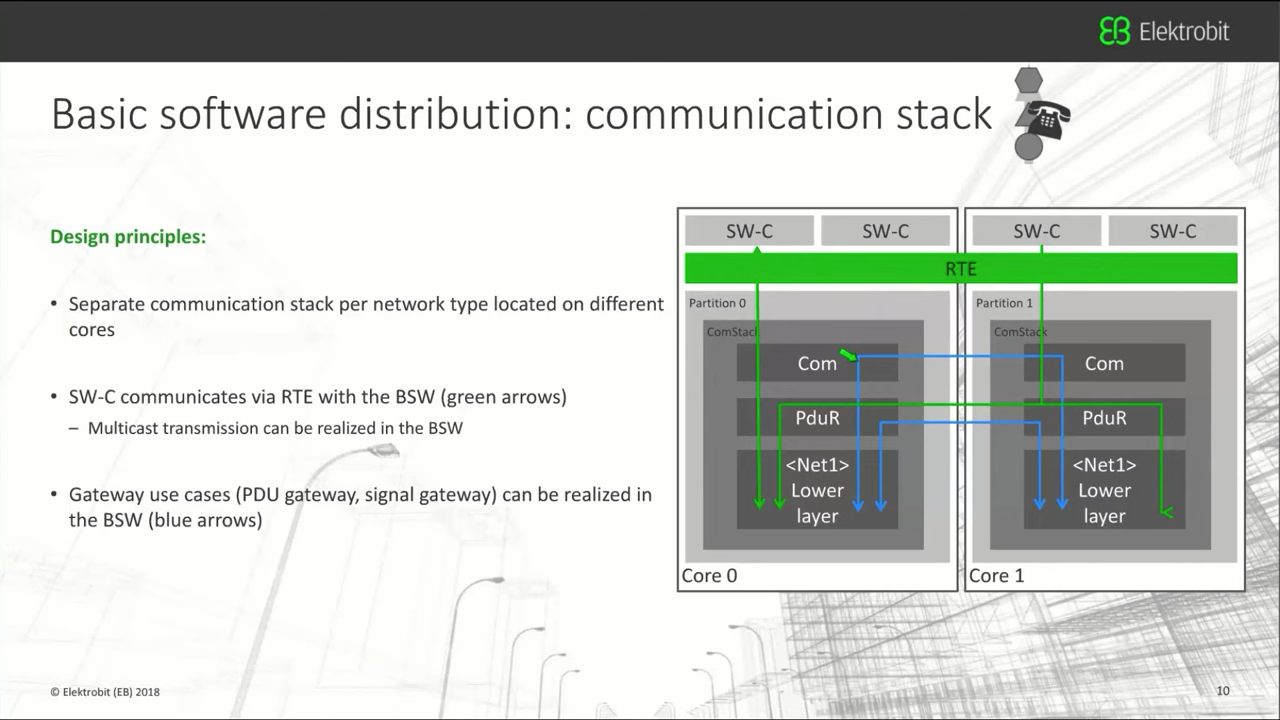 Elektrobit
Basic software distribution: communication stack
Design principles:
• Separate communication stack per network type located on different
cores
• SW-C communicates via RTE with the BSW (green arrows)
– Multicast transmission can be realized in the BSW
• Gateway use cases (PDU gateway, signal gateway) can be realized in
the BSW (blue arrows)
SW-C SW-C SW-C SW-C
RTE
Partition 0
ComStack
Com
PduR
<Net1>
Lower
layer
Core 0
Partition 1
ComStack
Com
PduR
<Net1>
Lower
layer
Core 1
© Elektrobit (EB) 2018
10